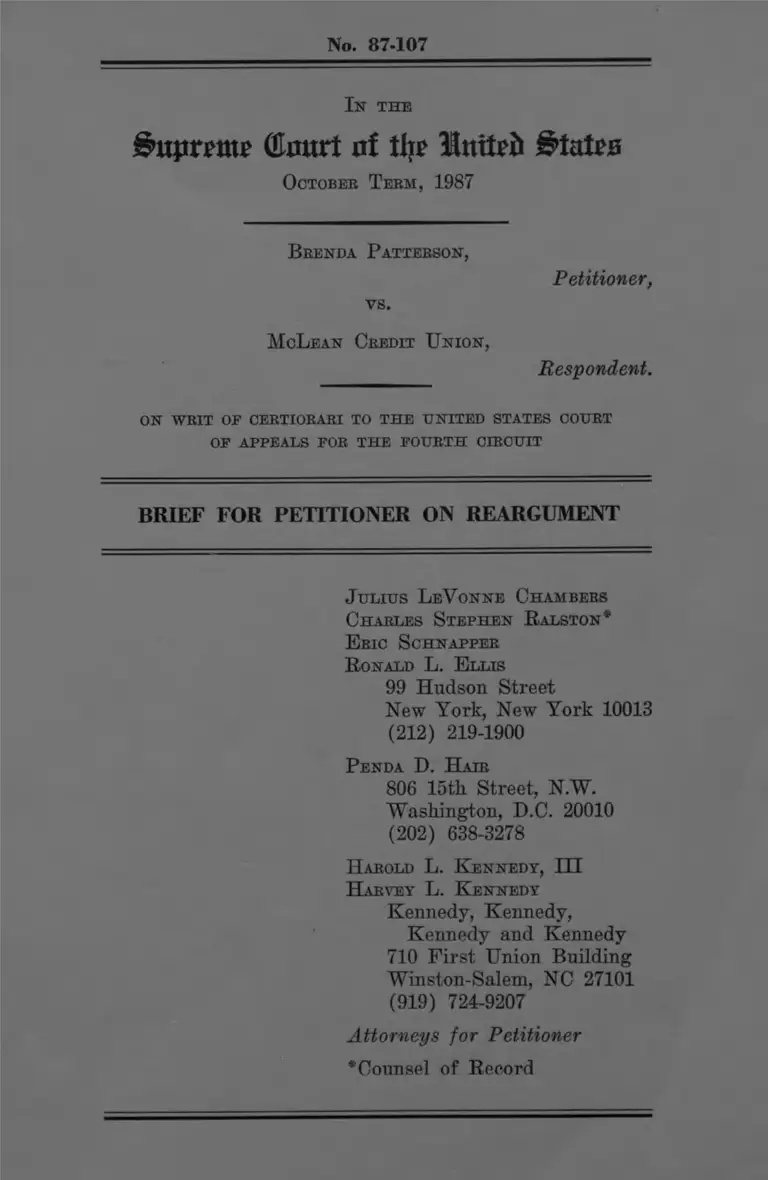 No. 87-107
IN THE
Supreme Court of the United States
OCTOBER TERM, 1987
BRENDA PATTERSON,
Petitioner,
vs.
MCLEAN CREDIT UNION,
Respondent.
ON WRIT OF CERTIORARI TO THE UNITED STATES COURT
OF APPEALS FOR THE FOURTH CIRCUIT
BRIEF FOR PETITIONER ON REARGUMENT
JULIUS LEVONNE CHAMBERS
CHARLES STEPHEN RALSTON*
ERIC SCHNAPPER
RONALD L. ELLIS
99 Hudson Street
New York, New York 10013
(212) 219-1900
PENDA D. HAIR
806 15th Street, N.W.
Washington, D.C. 20010
(202) 638-3278
HAROLD L. KENNEDY, III
HARVEY L. KENNEDY
Kennedy, Kennedy,
Kennedy and Kennedy
710 First Union Building
Winston-Salem, NC 27101
(919) 724-9207
Attorneys for Petitioner
*Counsel of Record